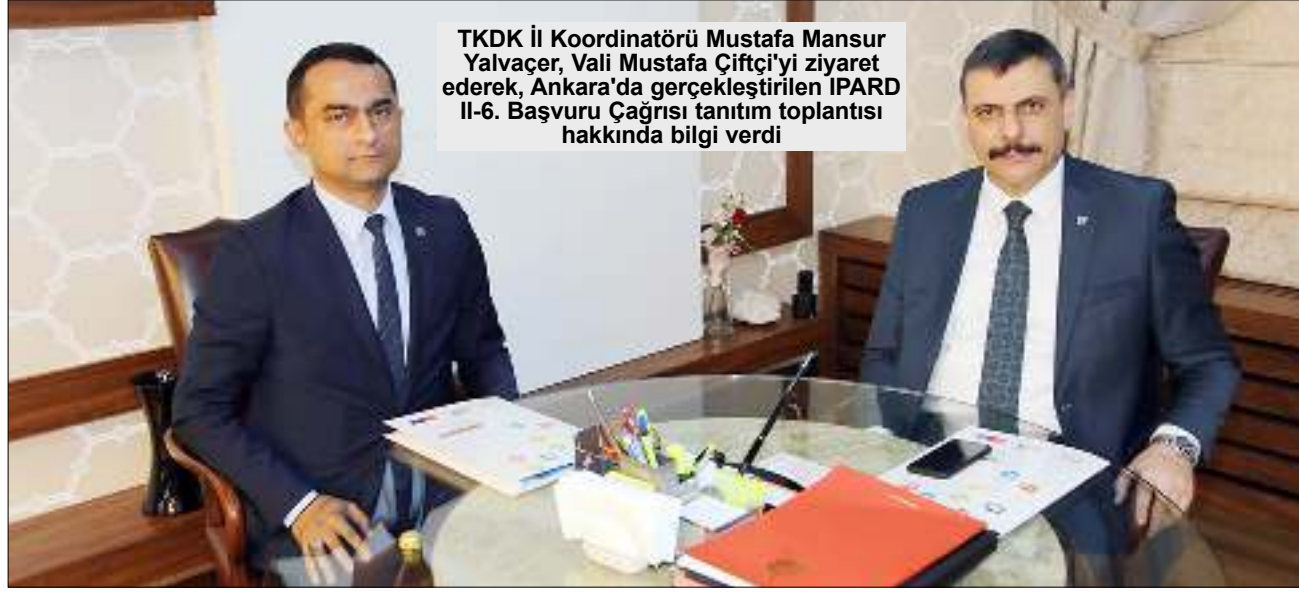 TKDK İl Koordinatörü Mustafa Mansur
Yalvaçer, Vali Mustafa Çiftçi'yi ziyaret
ederek, Ankara'da gerçekleştirilen IPARD
II-6. Başvuru Çağrısı tanıtım toplantısı
hakkında bilgi verdi